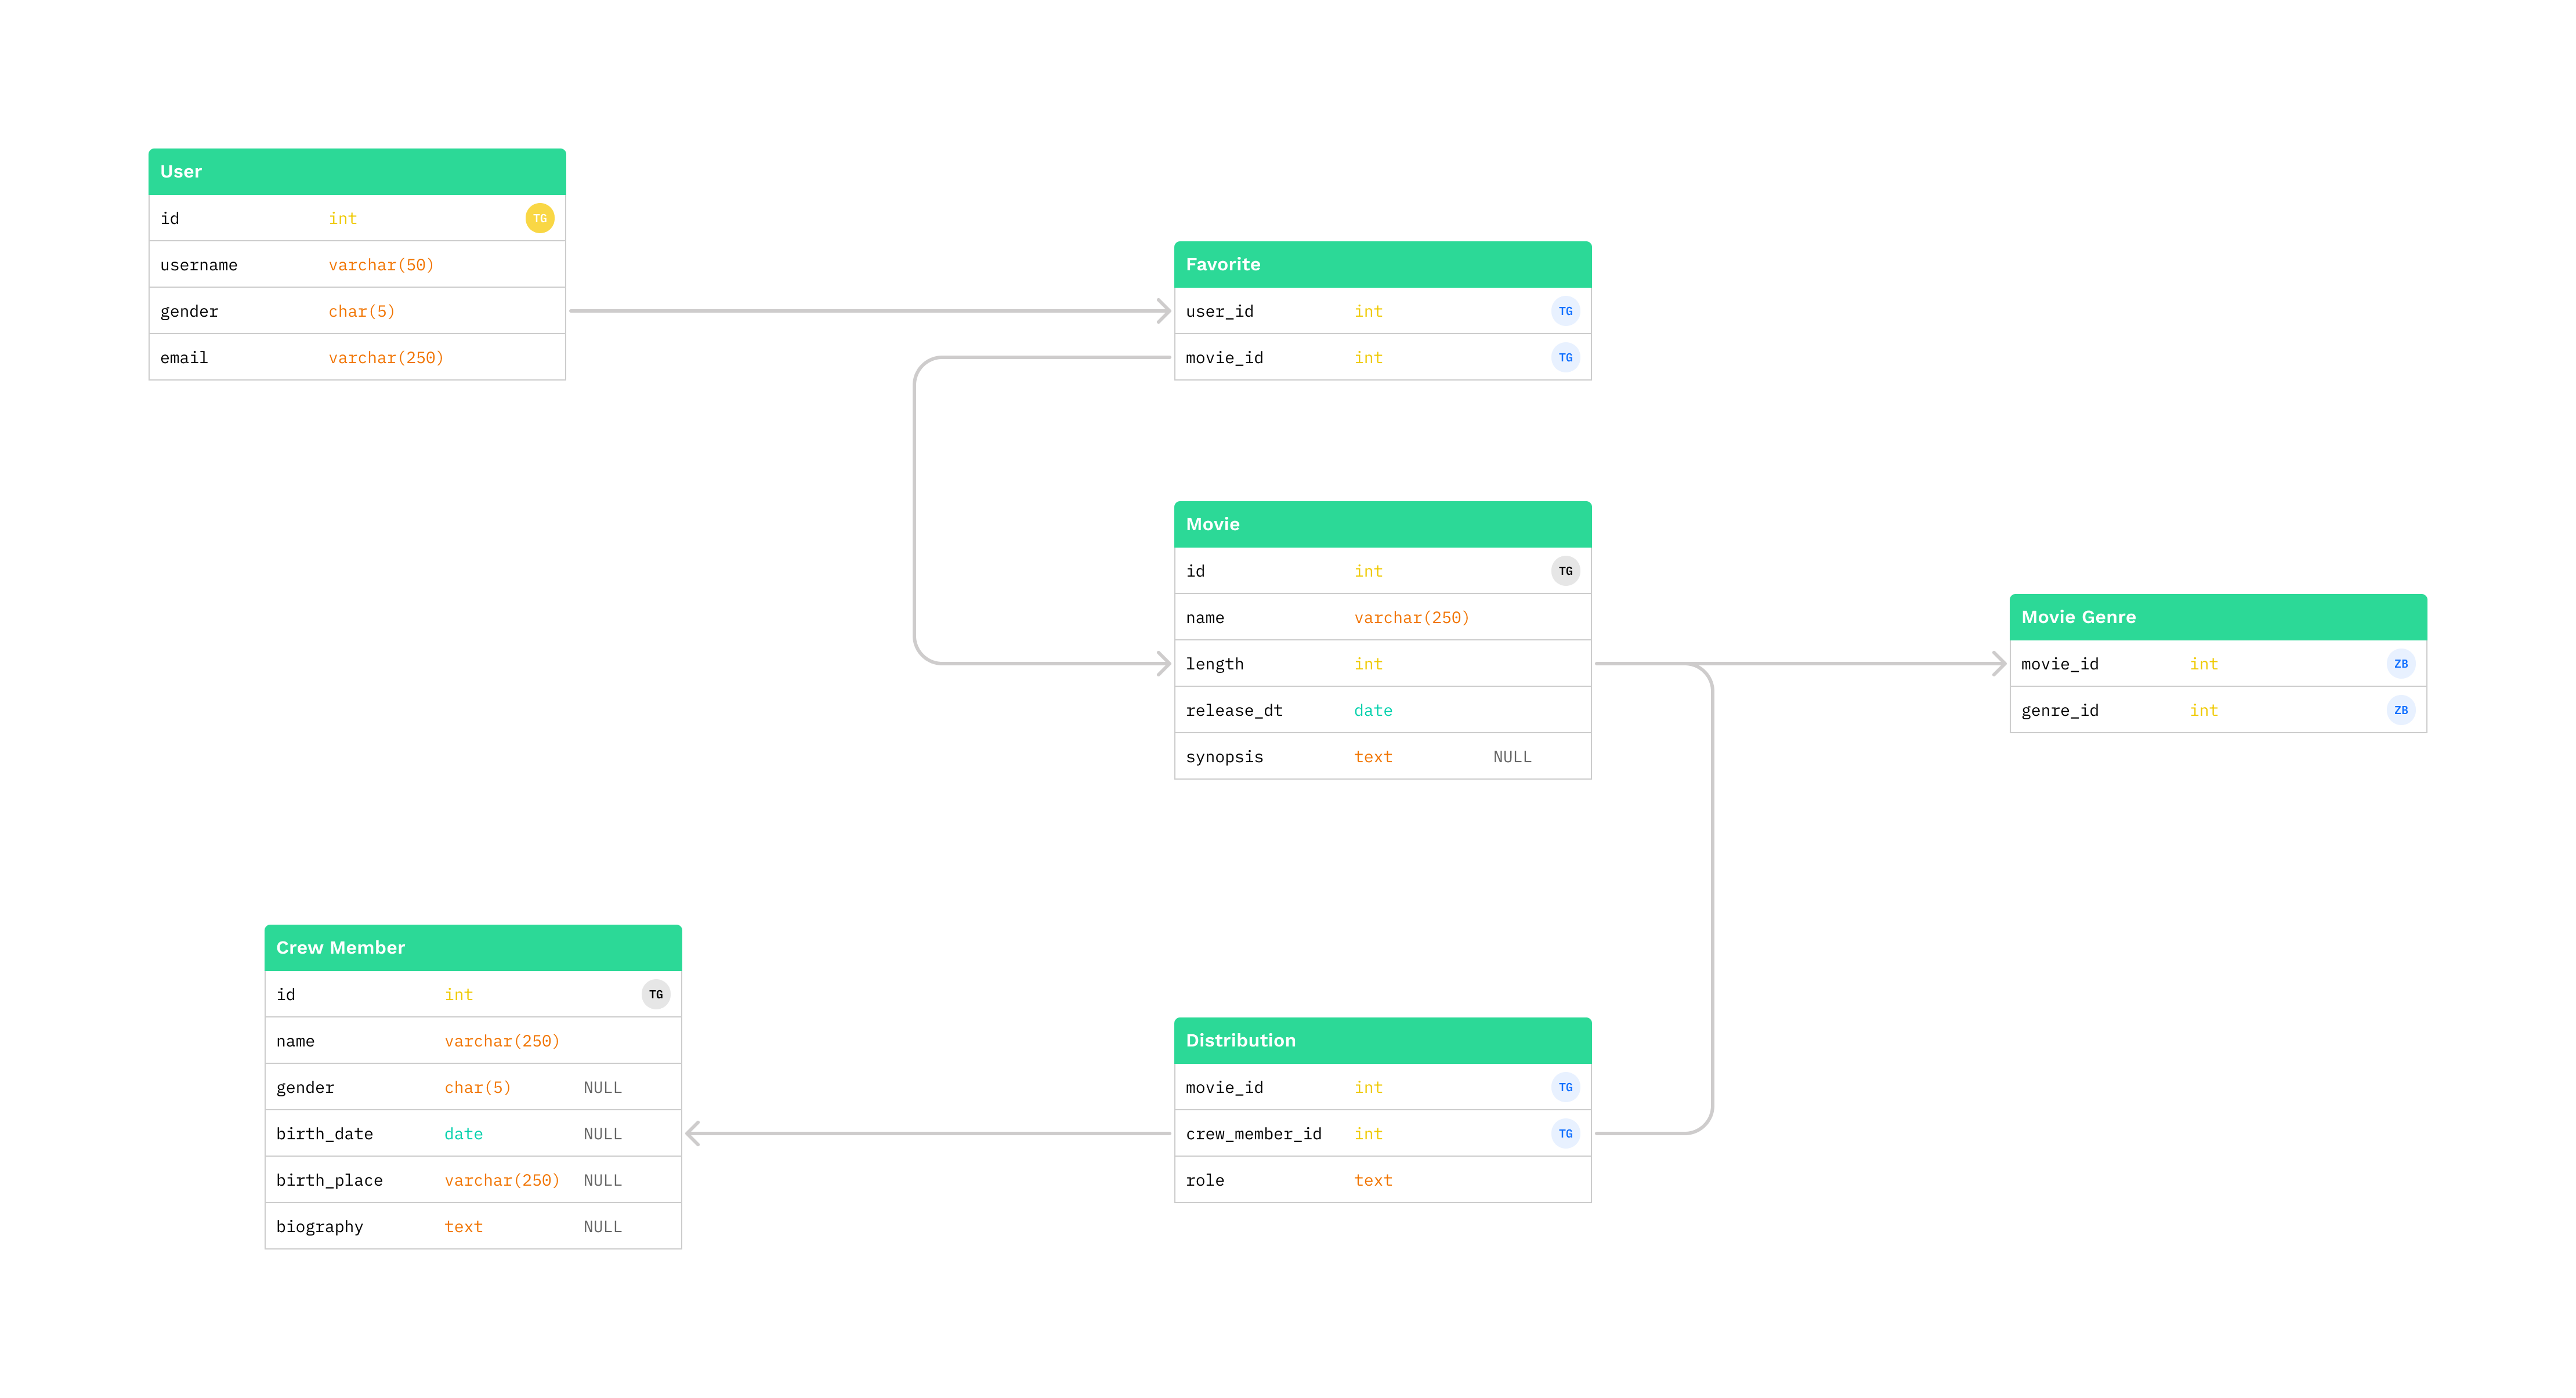 User
id int TG
username varchar(50)
gender char(5)
email varchar(250)
Favorite
user_id int TG
movie_id int TG
Movie
id int TG
name varchar(250)
length int
release_dt date
synopsis text NULL
Movie Genre
movie_id int ZB
genre_id int ZB
Crew Member
id int TG
name varchar(250)
gender char(5) NULL
birth_date date NULL
birth_place varchar(250) NULL
biography text NULL
Distribution
movie_id int TG
crew_member_id int TG
role text